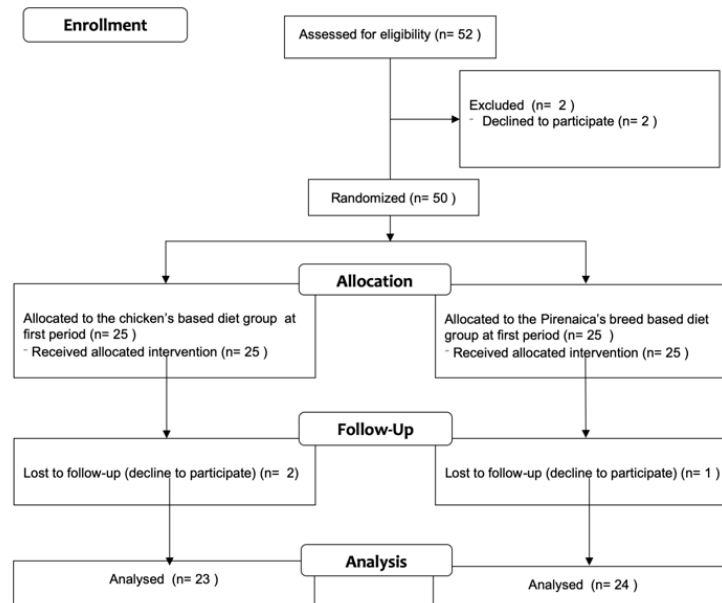 Enrollment
Assessed for eligibility (n= 52)
Excluded (n= 2)
- Declined to participate (n= 2 )
Randomized (n= 50)
Allocation
Allocated to the chicken's based diet group at
first period (n= 25)
- Received allocated intervention (n= 25 )
Allocated to the Pirenaica's breed based diet
group at first period (n= 25 )
- Received allocated intervention (n= 25 )
Follow-Up
Lost to follow-up (decline to participate) (n= 2)
Lost to follow-up (decline to participate) (n= 1 )
Analysis
Analysed (n= 23 )
Analysed (n= 24 )